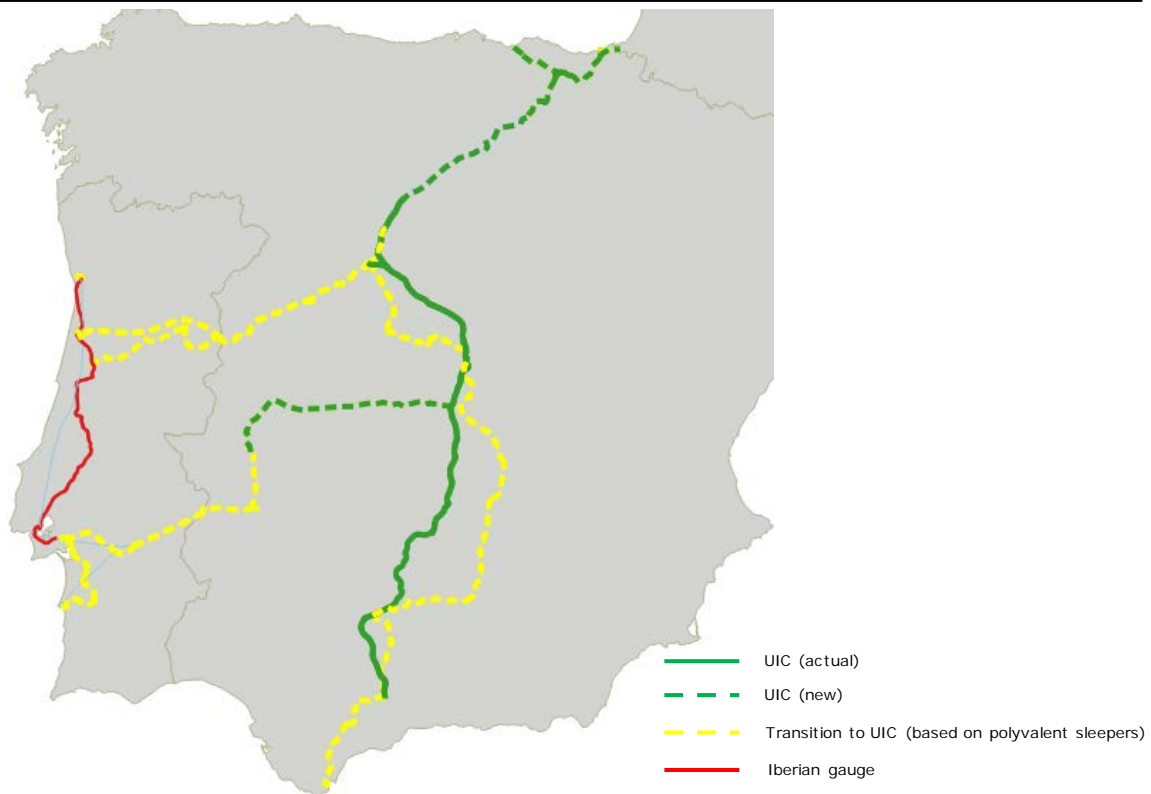 UIC (actual)
UIC (new)
Transition to UIC (based on polyvalent sleepers)
Iberian gauge